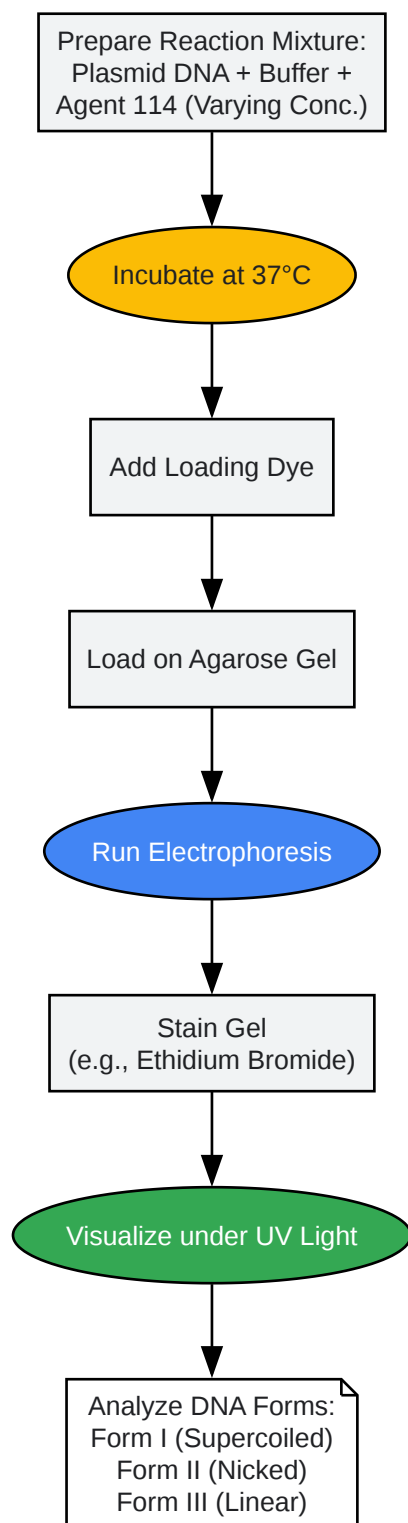 Prepare Reaction Mixture:
Plasmid DNA + Buffer +
Agent 114 (Varying Conc.)
Incubate at 37°C
Add Loading Dye
Load on Agarose Gel
Run Electrophoresis
Stain Gel
(e.g., Ethidium Bromide)
Visualize under UV Light
Analyze DNA Forms:
Form I (Supercoiled)
Form II (Nicked)
Form III (Linear)